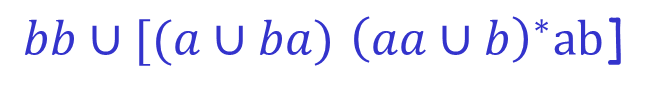 bb ∪ [(a ∪ ba) (aa ∪ b)*ab]